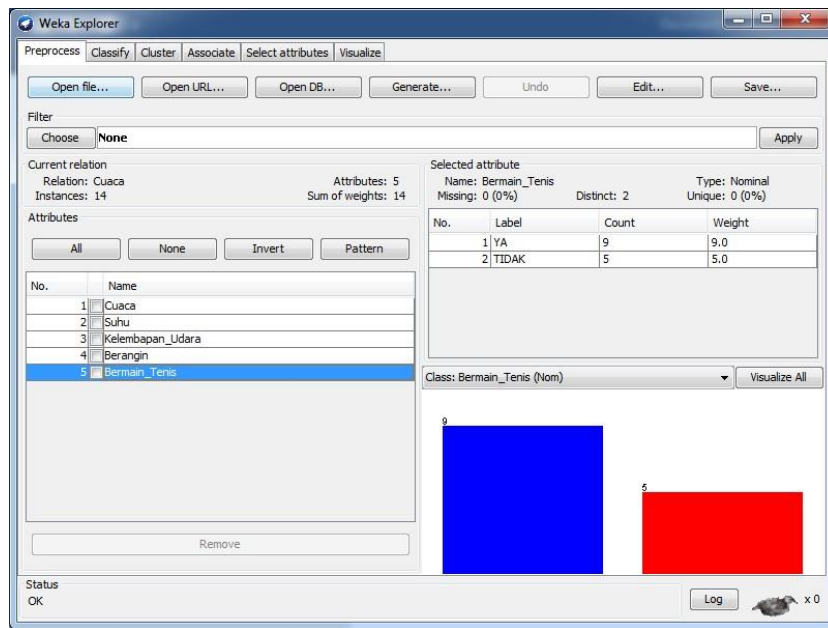 Weka Explorer
Preprocess Classify Cluster Associate Select attributes Visualize
Open file... Open URL... Open DB... Generate... Undo Edit... Save...
Filter
Choose None Apply
Current relation
Relation: Cuaca Attributes: 5
Instances: 14 Sum of weights: 14
Attributes
All None Invert Pattern
No. Name
1 Cuaca
2 Suhu
3 Kelembapan_Udara
4 Berangin
5 Bermain_Tenis
Remove
Selected attribute
Name: Bermain_Tenis Type: Nominal
Missing: 0 (0%) Distinct: 2 Unique: 0 (0%)
No. Label Count Weight
1 YA 9 9.0
2 TIDAK 5 5.0
Class: Bermain_Tenis (Nom) Visualize All
9
5
Status
OK
Log x 0